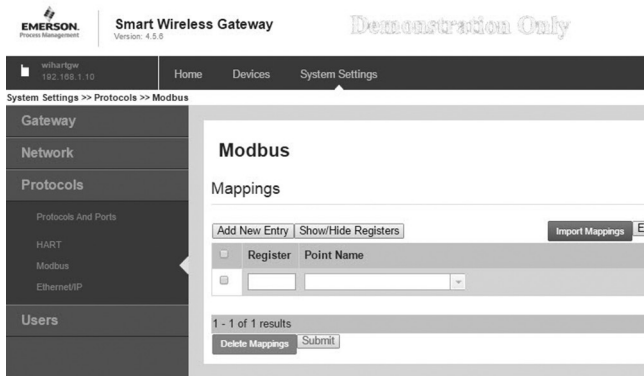 EMERSON.
Process Management
Smart Wireless Gateway
Version: 4.5.6
Demonstration Only
wihartgw
192.168.1.10
Home Devices System Settings
System Settings >> Protocols >> Modbus
Gateway
Network
Protocols
Protocols And Ports
HART
Modbus
Ethernet/IP
Users
Modbus
Mappings
Add New Entry Show/Hide Registers Import Mappings E
Register Point Name
1 - 1 of 1 results
Delete Mappings Submit